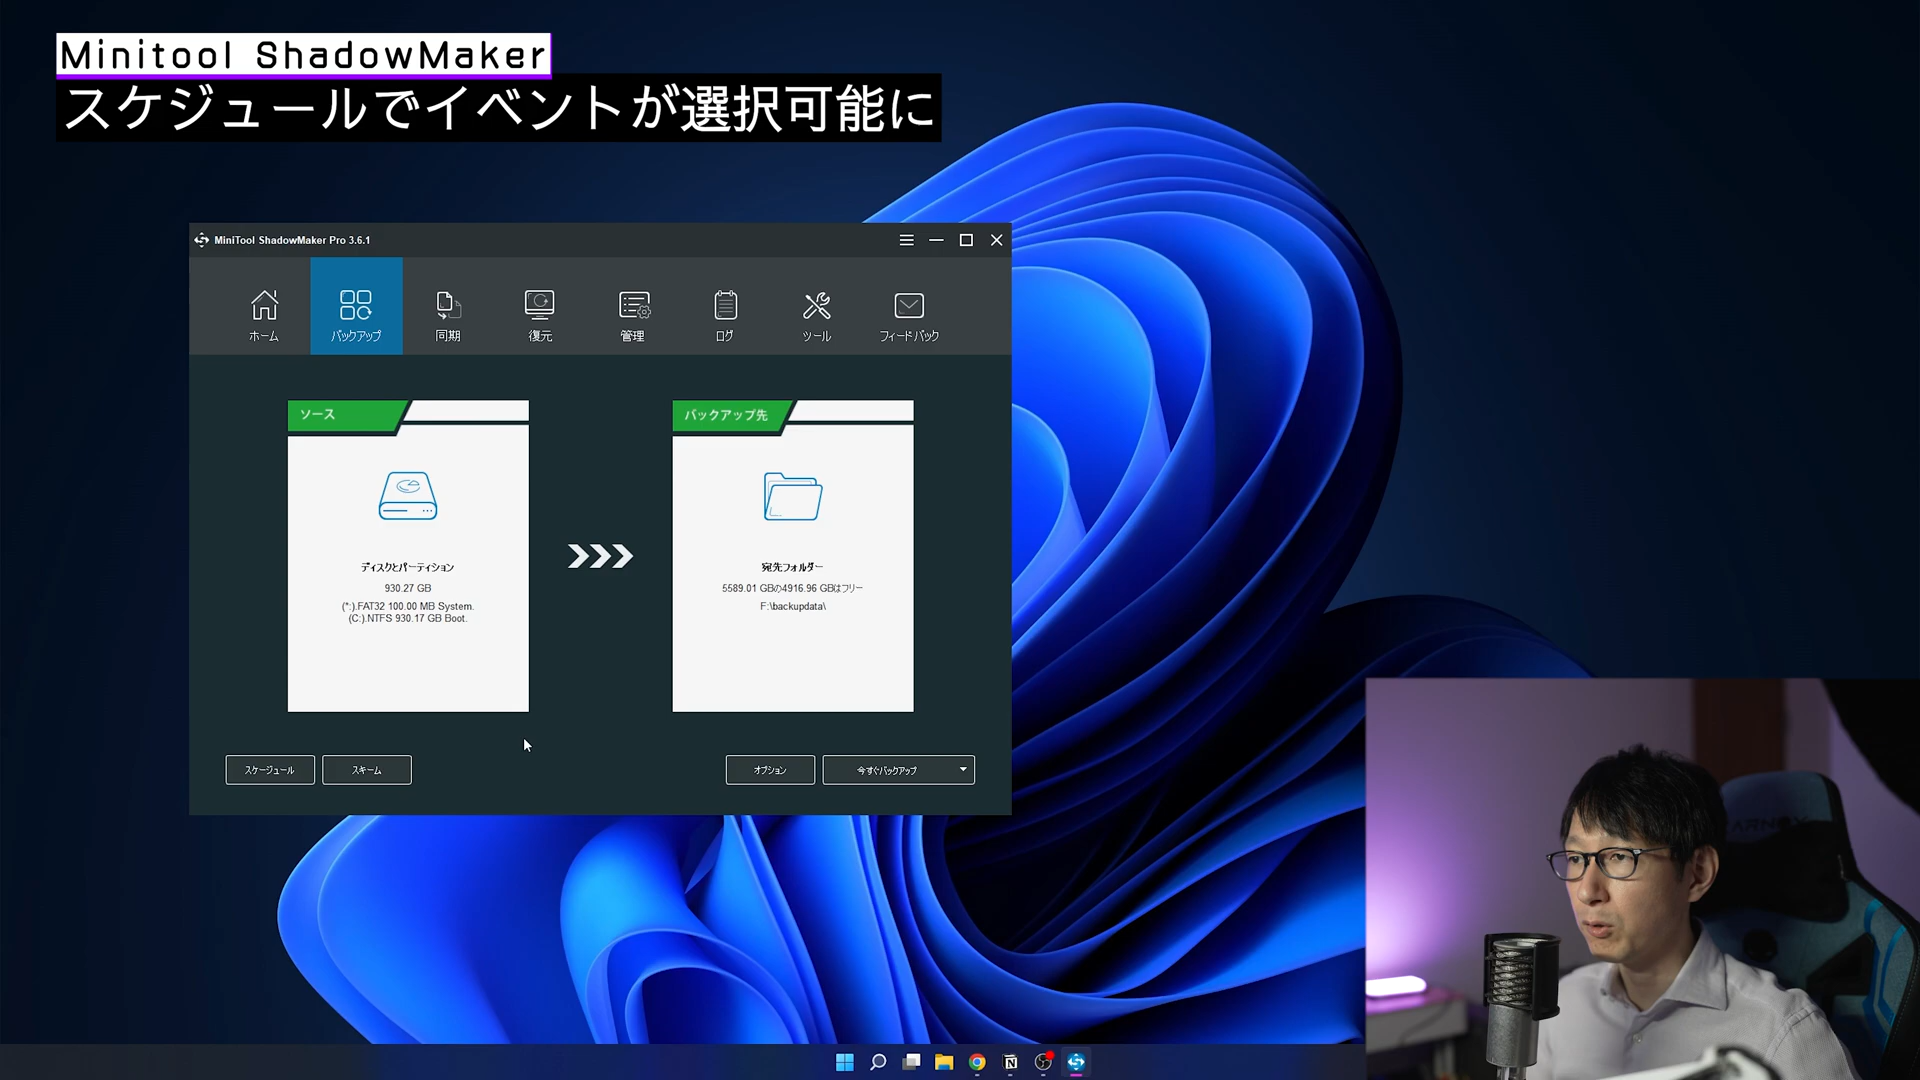 Minitool ShadowMaker
スケジュールでイベントが選択可能に
MiniTool ShadowMaker Pro 3.6.1
ホーム
バックアップ
同期
復元
管理
ログ
ツール
フィードバック
ソース
ディスクとパーティション
930.27 GB
(*:).FAT32 100.00 MB System.
(C:).NTFS 930.17 GB Boot.
バックアップ先
宛先フォルダー
5589.01 GBの4916.96 GBはフリー
F:\backupdata\
スケージュール
スキーム
オプション
今すぐバックアップ